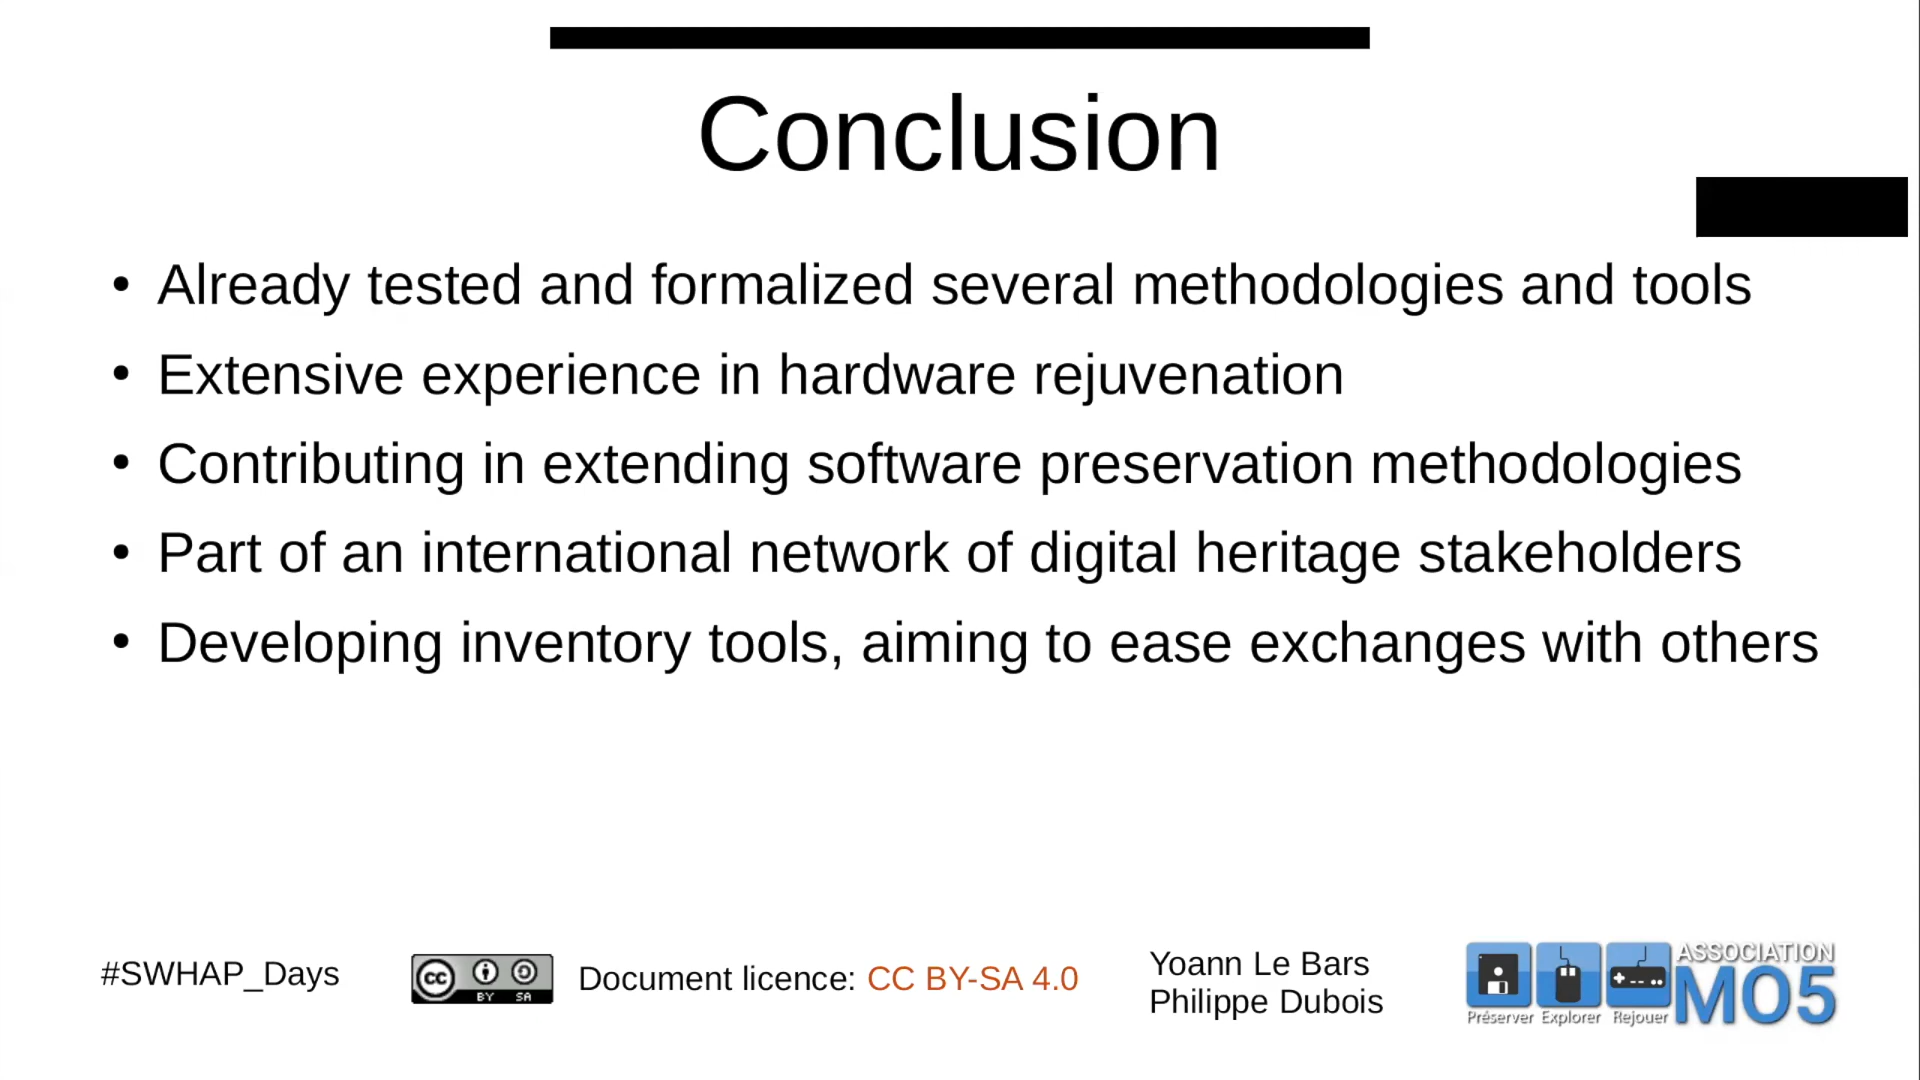 Conclusion
• Already tested and formalized several methodologies and tools
• Extensive experience in hardware rejuvenation
• Contributing in extending software preservation methodologies
• Part of an international network of digital heritage stakeholders
• Developing inventory tools, aiming to ease exchanges with others
#SWHAP_Days
cc
BY SA
Document licence: CC BY-SA 4.0
Yoann Le Bars
Philippe Dubois
ASSOCIATION
MO5
Préserver Explorer Rejouer